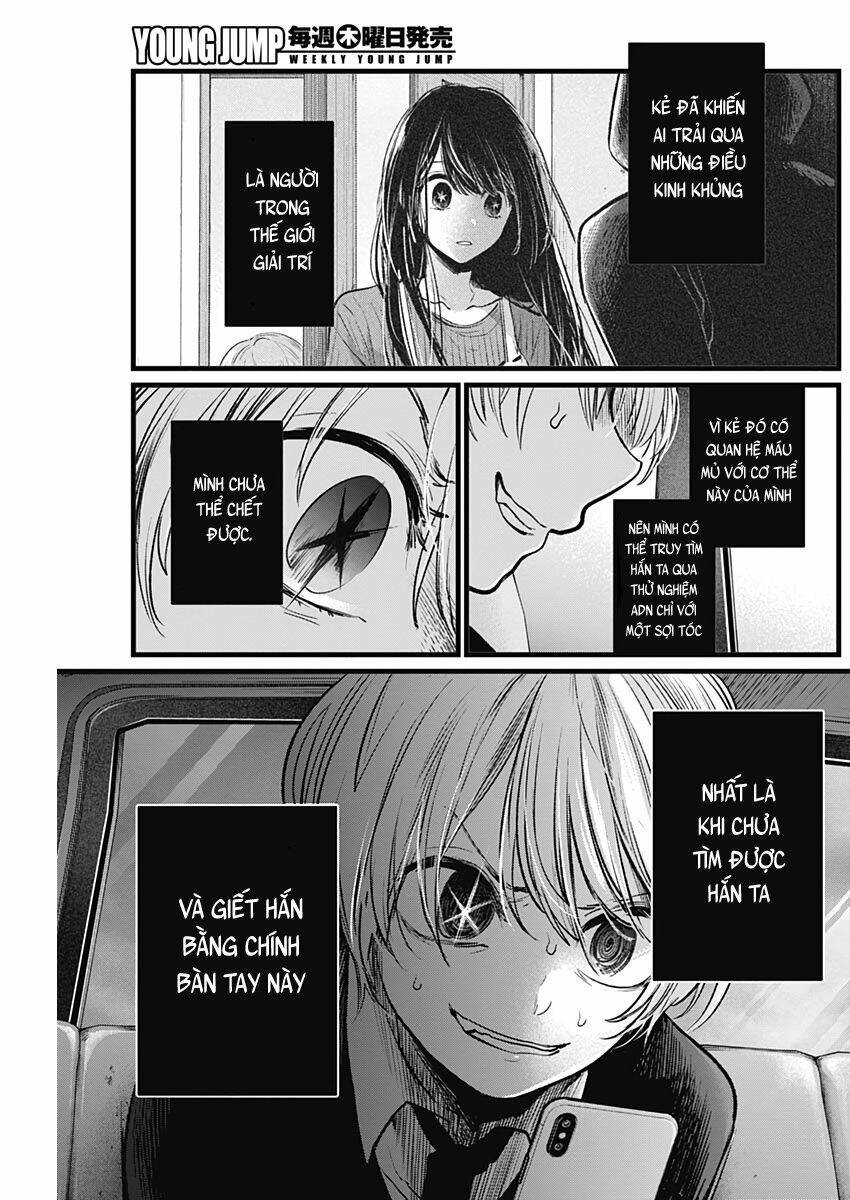 YOUNG JUMP 毎週木曜日発売
WEEKLY YOUNG JUMP
KẺ ĐÃ KHIẾN
AI TRẢI QUA
NHỮNG ĐIỀU
KINH KHỦNG
LÀ NGƯỜI
TRONG
THẾ GIỚI
GIẢI TRÍ
VÌ KẺ ĐÓ CÓ
QUAN HỆ MÁU
MỦ VỚI CƠ THỂ
NÀY CỦA MÌNH
NÊN MÌNH CÓ
THỂ TRUY TÌM
HẮN TA QUA
THỬ NGHIỆM
ADN CHỈ VỚI
MỘT SỢI TÓC
MÌNH CHƯA
THỂ CHẾT
ĐƯỢC,
NHẤT LÀ
KHI CHƯA
TÌM ĐƯỢC
HẮN TA
VÀ GIẾT HẮN
BẰNG CHÍNH
BÀN TAY NÀY